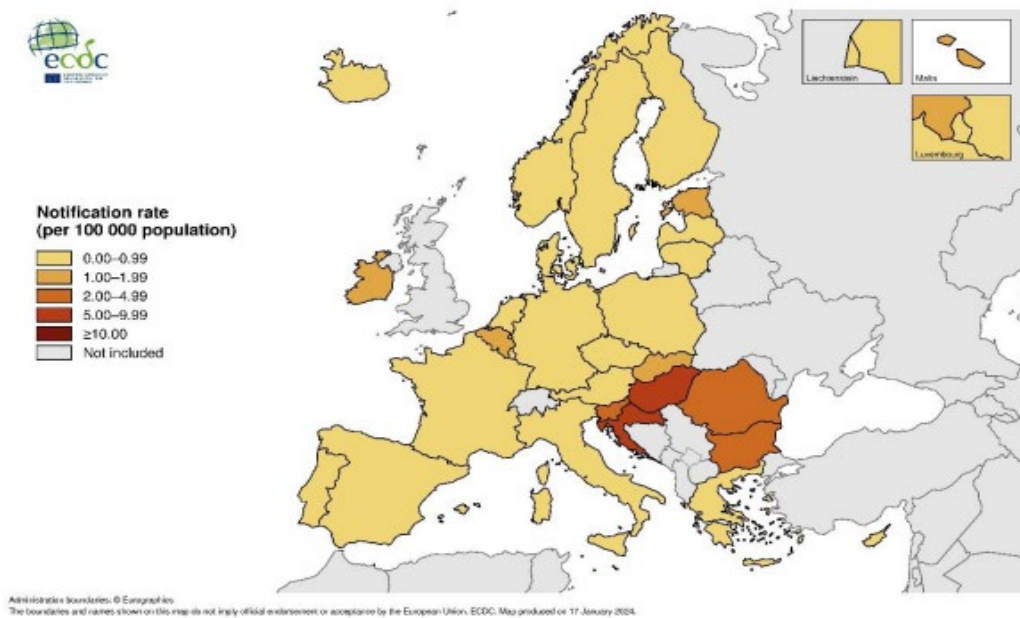 ecdc
Liechtenstein
Malta
Luxembourg
Notification rate
(per 100 000 population)
0.00–0.99
1.00–1.99
2.00–4.99
5.00–9.99
≥10.00
Not included
Administration boundaries: © Eurographics
The boundaries and names shown on this map do not imply official endorsement or acceptance by the European Union. ECDC. Map produced on 17 January 2024.